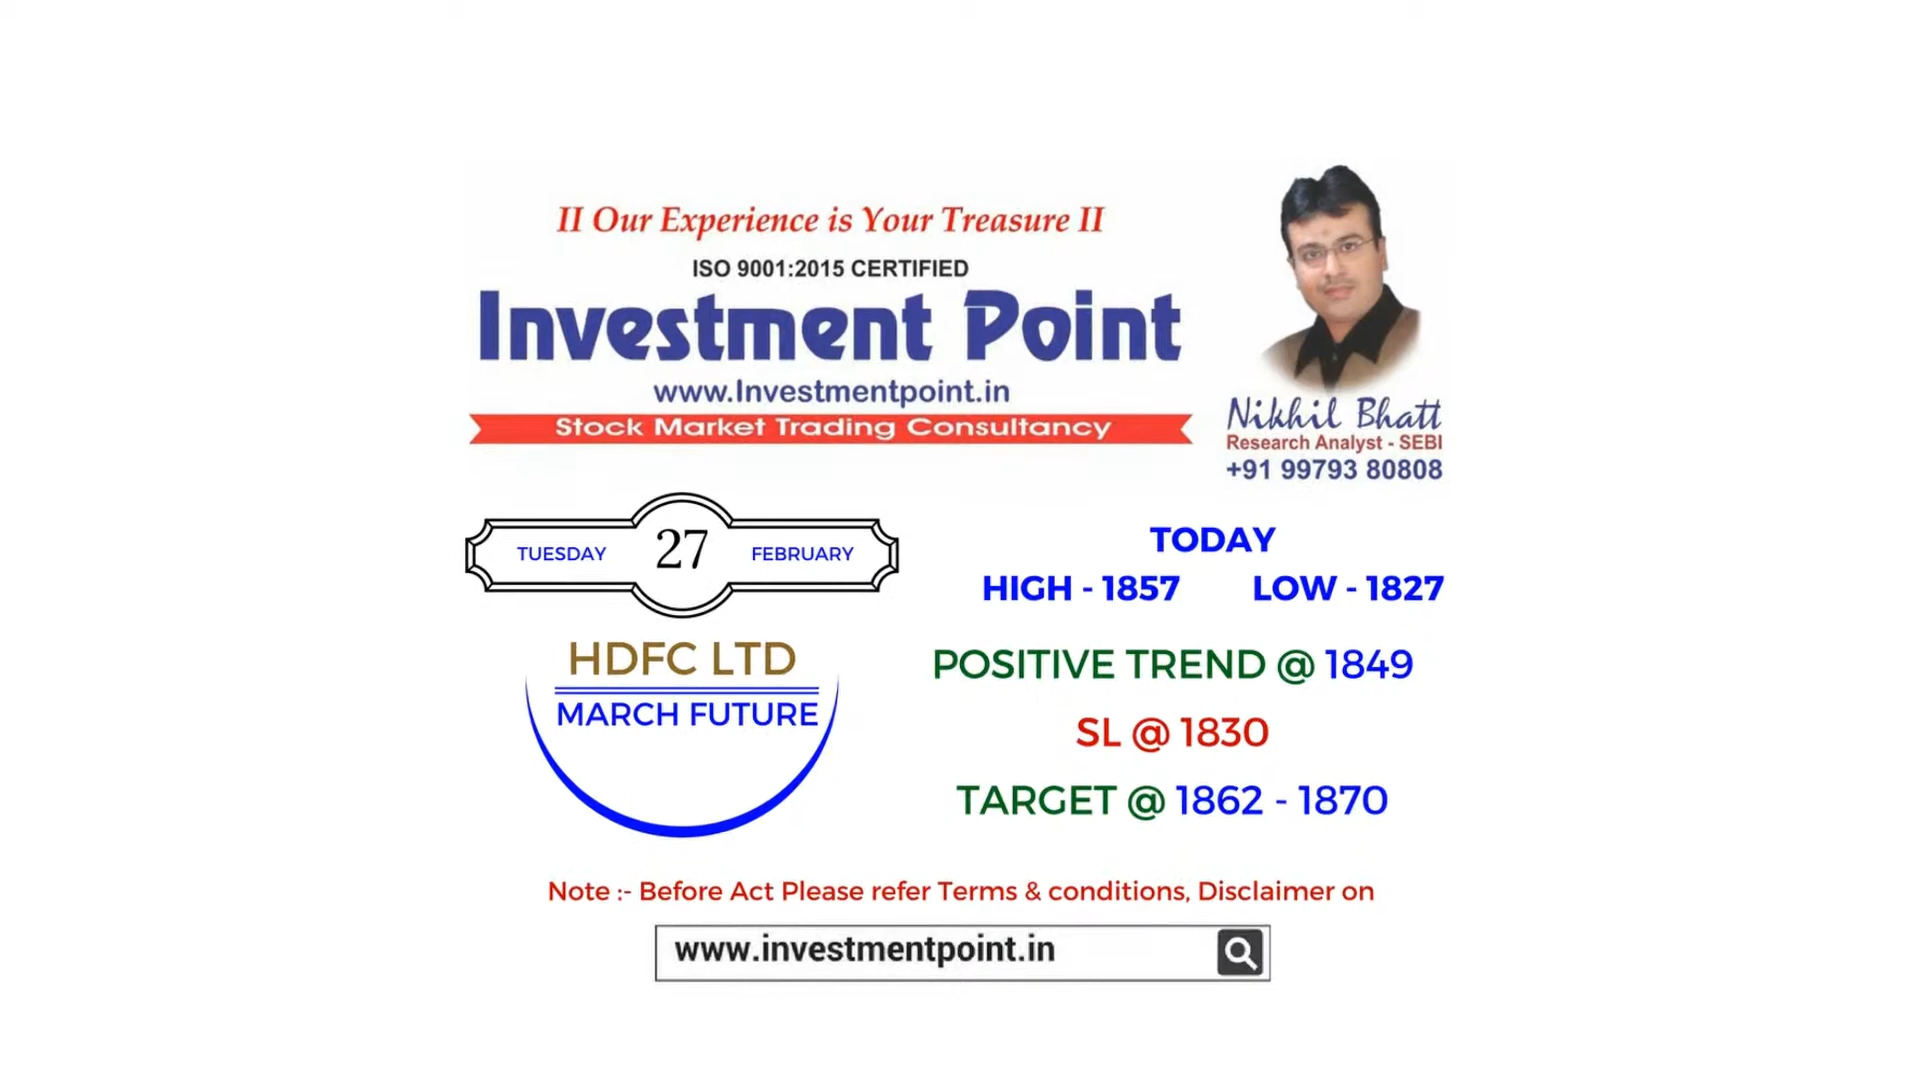 II Our Experience is Your Treasure II
ISO 9001:2015 CERTIFIED
Investment Point
www.Investmentpoint.in
Stock Market Trading Consultancy
Nikhil Bhatt
Research Analyst - SEBI
+91 99793 80808
TUESDAY 27 FEBRUARY
HDFC LTD
MARCH FUTURE
TODAY
HIGH - 1857 LOW - 1827
POSITIVE TREND @ 1849
SL @ 1830
TARGET @ 1862 - 1870
Note :- Before Act Please refer Terms & conditions, Disclaimer on
www.investmentpoint.in